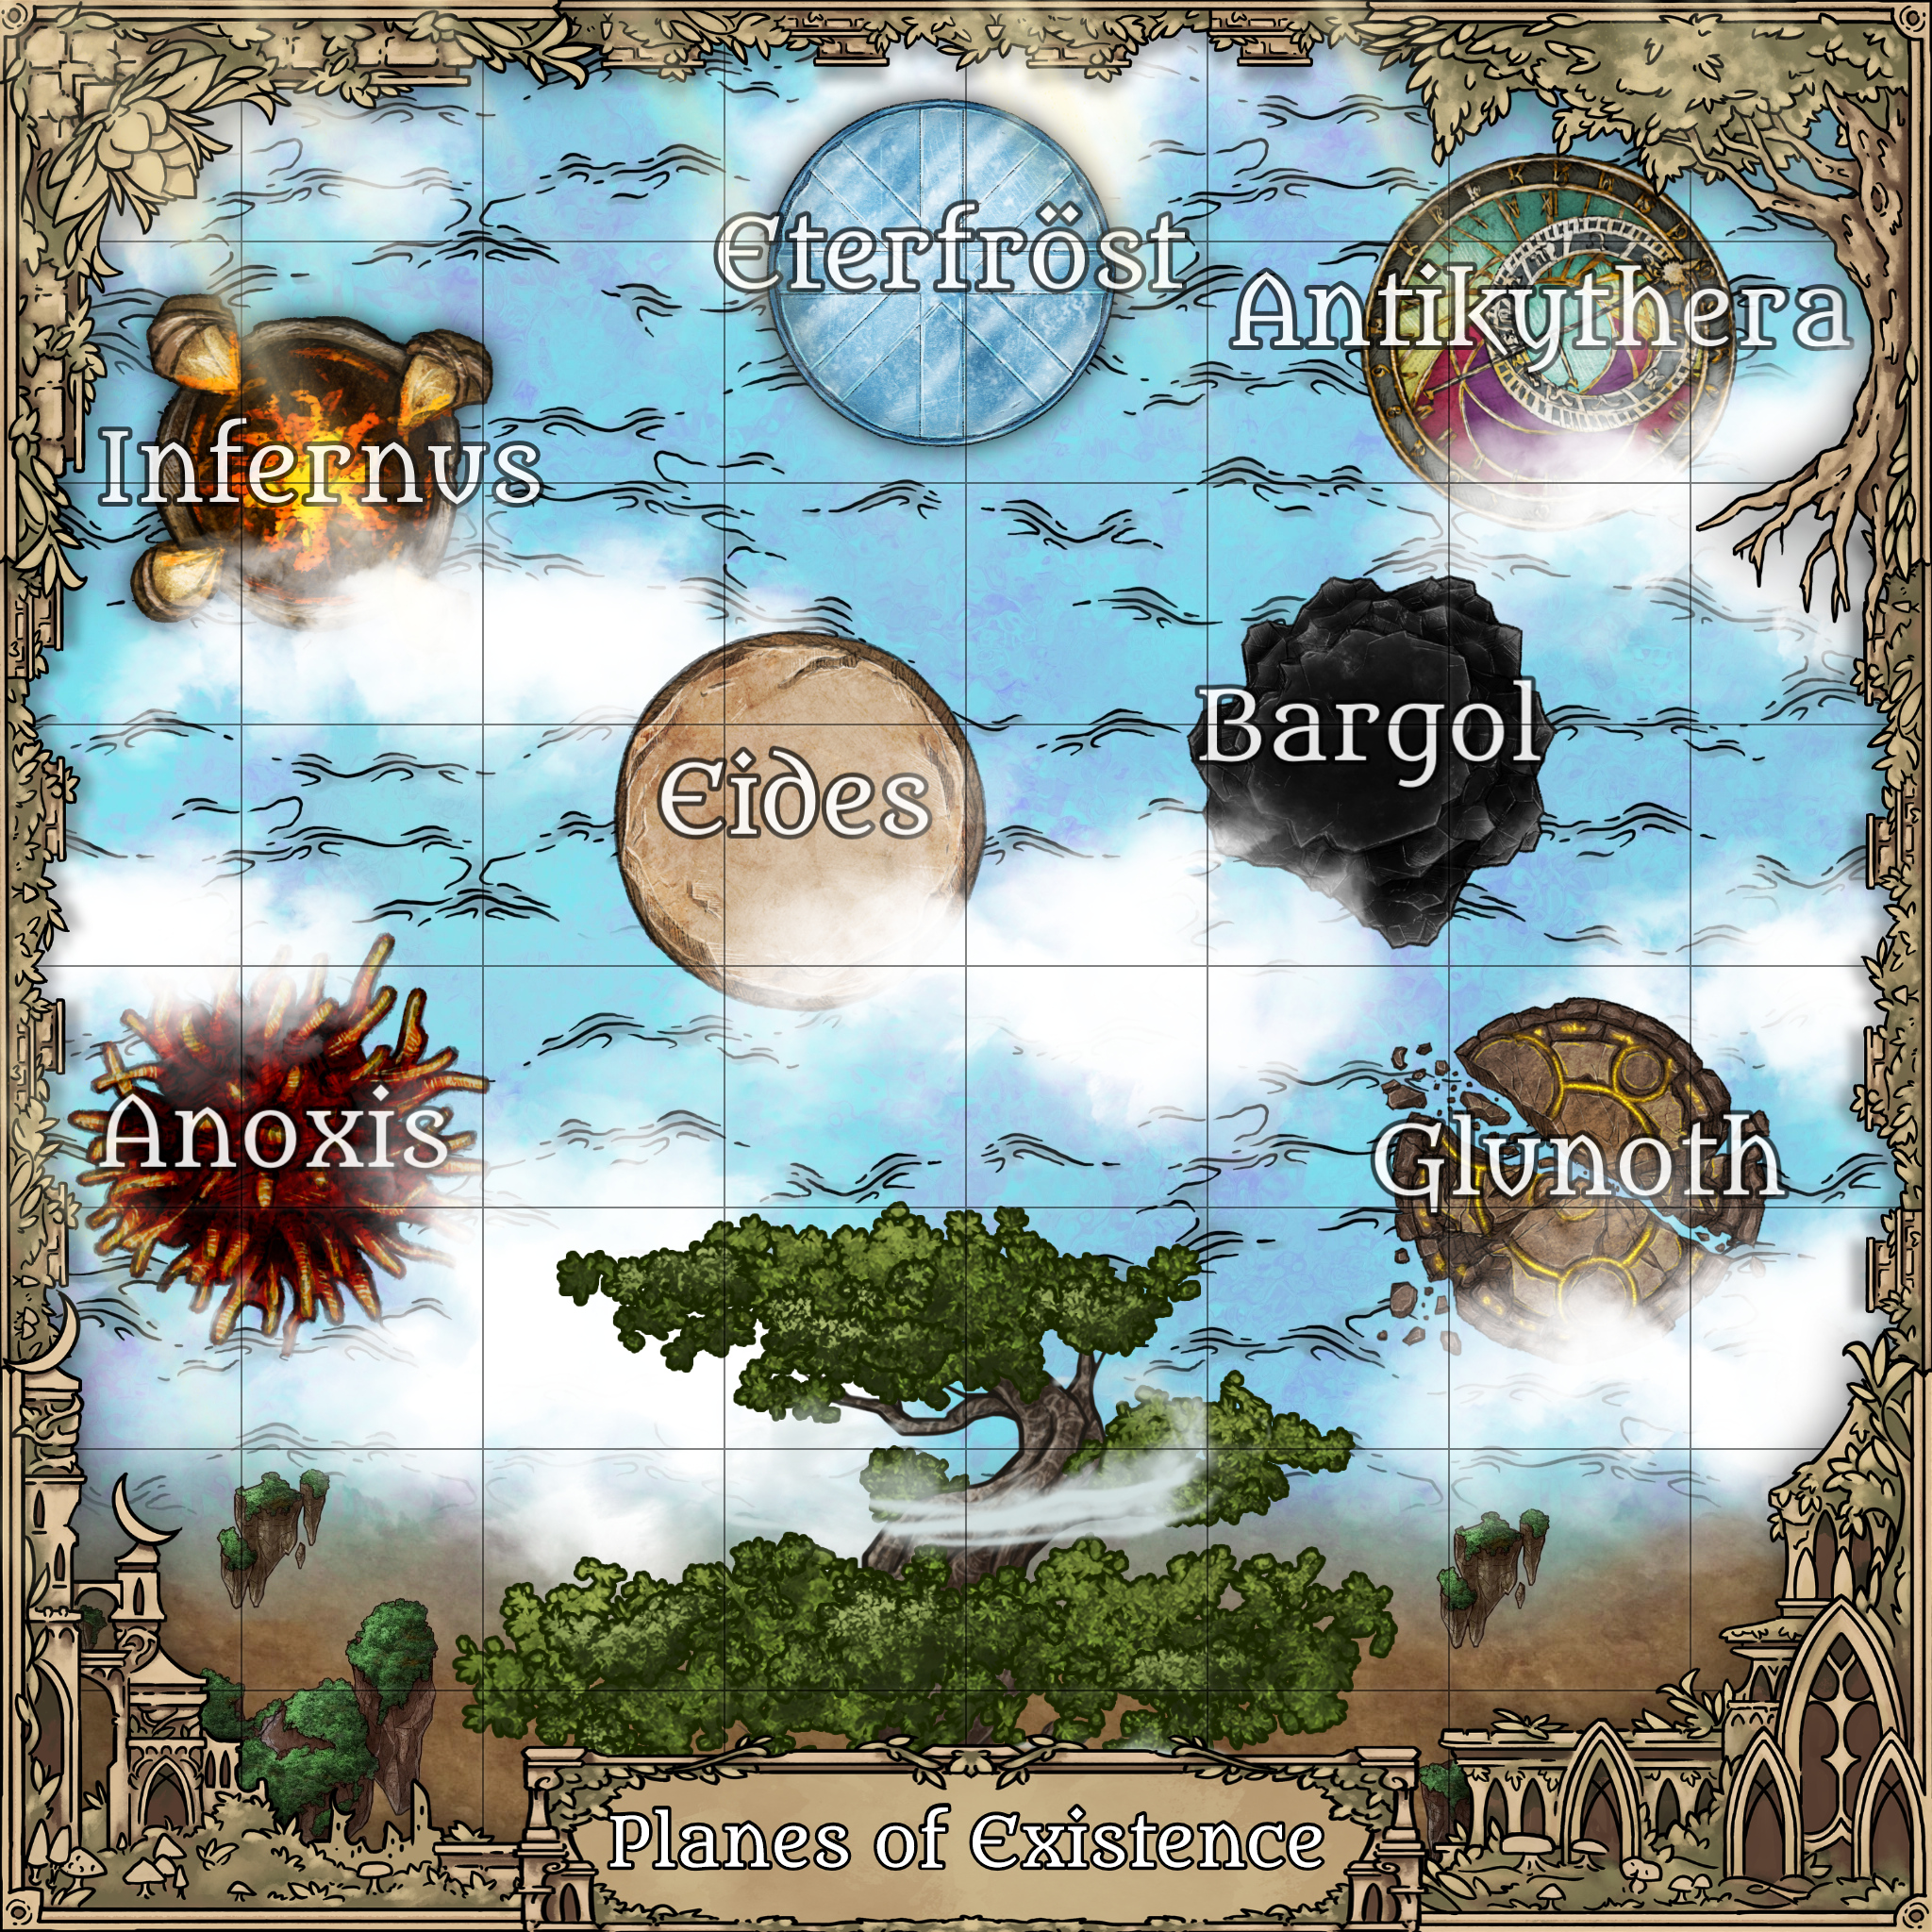 Eterfröst
Antikythera
Infernus
Bargol
Eides
Anoxis
Glunoth
Planes of Existence